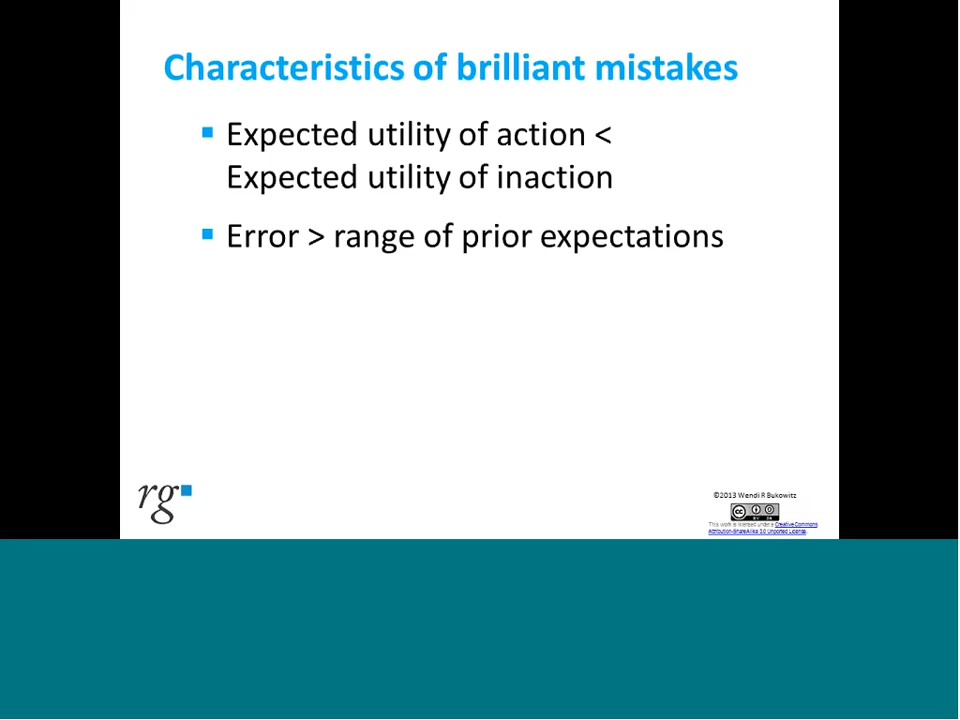 Characteristics of brilliant mistakes
Expected utility of action <
Expected utility of inaction
Error > range of prior expectations
rg
©2013 Wendi R Bukowitz
cc
This work is licensed under a Creative Commons
Attribution-ShareAlike 3.0 Unported License.